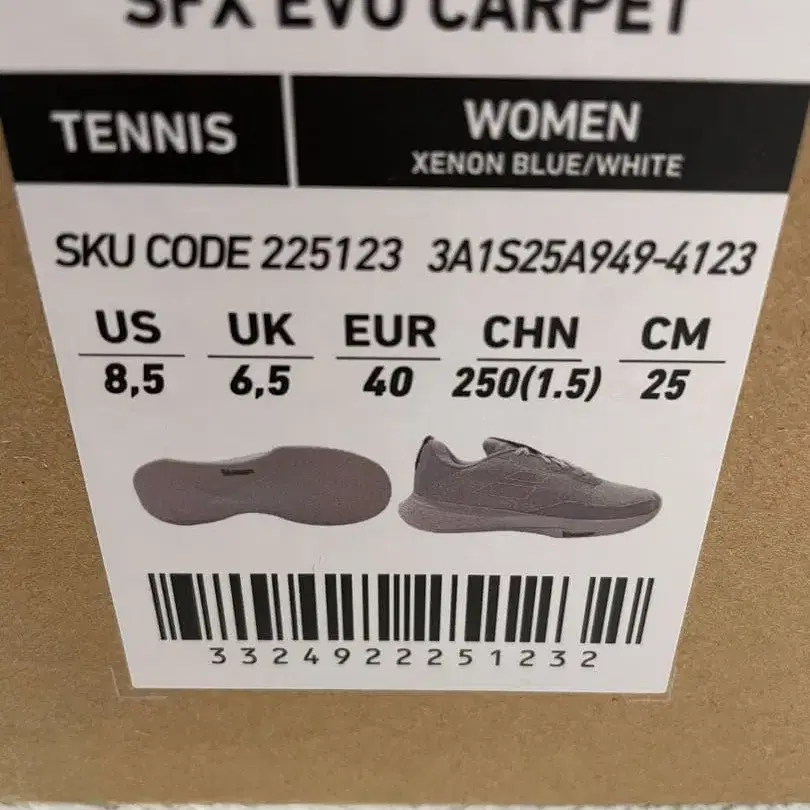 SFX EVO CARPET
TENNIS
WOMEN
XENON BLUE/WHITE
SKU CODE 225123 3A1S25A949-4123
US UK EUR CHN CM
8,5 6,5 40 250(1.5) 25
3324922251232